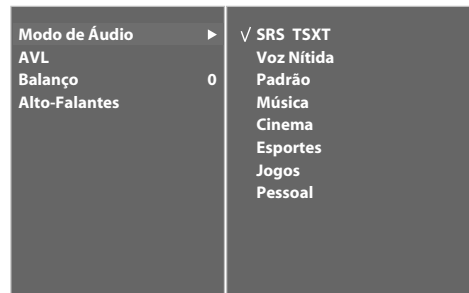 Modo de Áudio ▶
AVL
Balanço 0
Alto-Falantes
√ SRS TSXT
Voz Nítida
Padrão
Música
Cinema
Esportes
Jogos
Pessoal